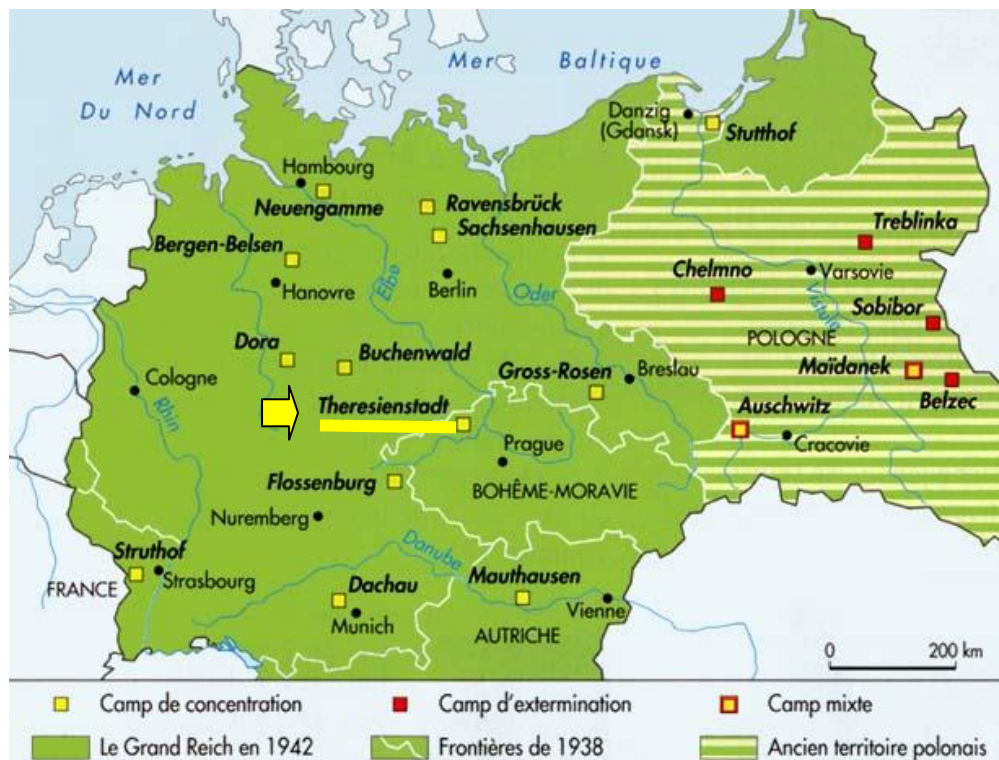 Mer
Du Nord
Mer Baltique
Danzig
(Gdansk)
Stutthof
Hambourg
Neuengamme
Ravensbrück
Sachsenhausen
Treblinka
Bergen-Belsen
Chelmno
Varsovie
Hanovre
Elbe
Berlin
Oder
Vistule
Sobibor
POLOGNE
Dora
Buchenwald
Gross-Rosen
Breslau
Maïdanek
Cologne
Rhin
Theresienstadt
Auschwitz
Belzec
Prague
Cracovie
Flossenburg
BOHÊME-MORAVIE
Nuremberg
Danube
Struthof
Strasbourg
FRANCE
Dachau
Mauthausen
Munich
Vienne
AUTRICHE
0 200 km
Camp de concentration
Camp d'extermination
Camp mixte
Le Grand Reich en 1942
Frontières de 1938
Ancien territoire polonais